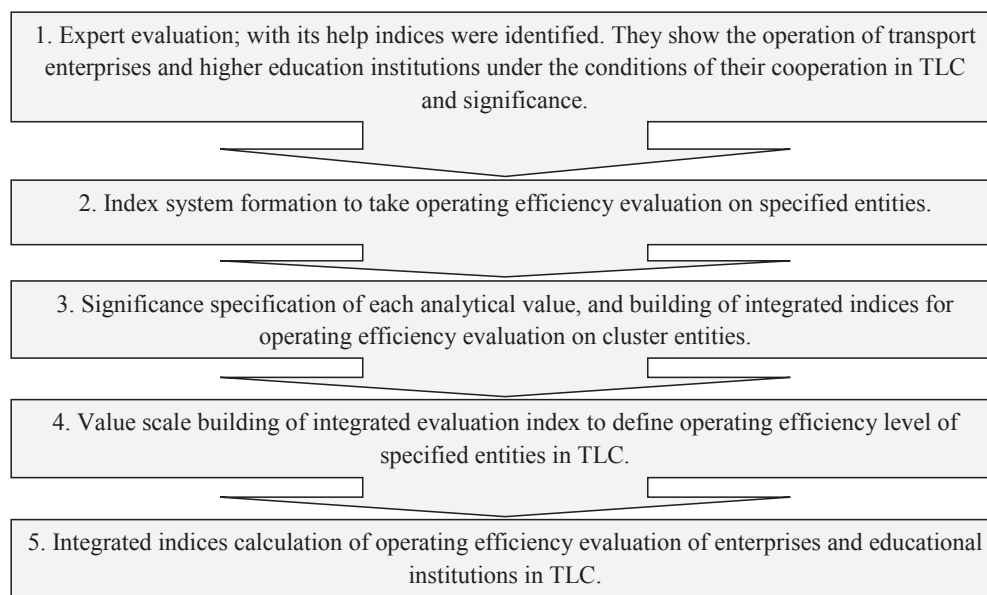 1. Expert evaluation; with its help indices were identified. They show the operation of transport
enterprises and higher education institutions under the conditions of their cooperation in TLC
and significance.
2. Index system formation to take operating efficiency evaluation on specified entities.
3. Significance specification of each analytical value, and building of integrated indices for
operating efficiency evaluation on cluster entities.
4. Value scale building of integrated evaluation index to define operating efficiency level of
specified entities in TLC.
5. Integrated indices calculation of operating efficiency evaluation of enterprises and educational
institutions in TLC.